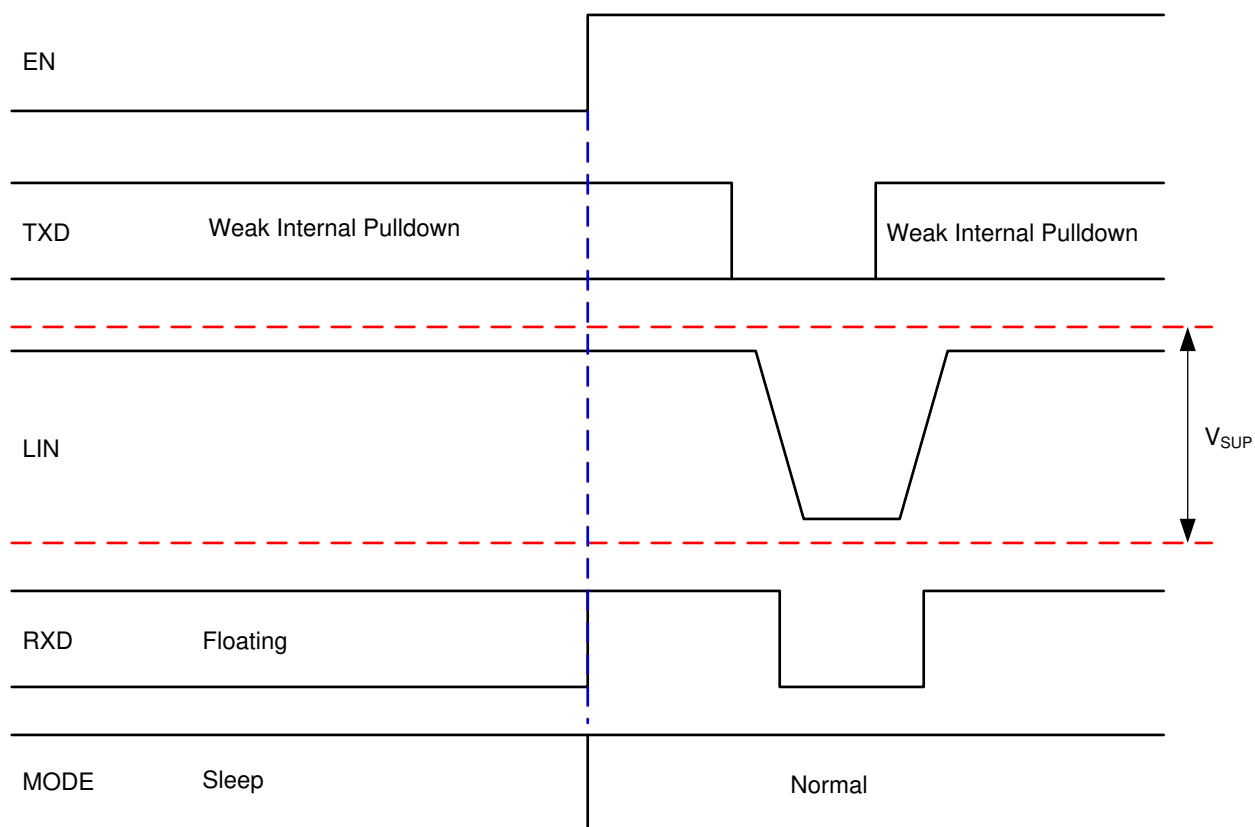 EN
TXD
Weak Internal Pulldown
Weak Internal Pulldown
LIN
VSUP
RXD
Floating
MODE
Sleep
Normal